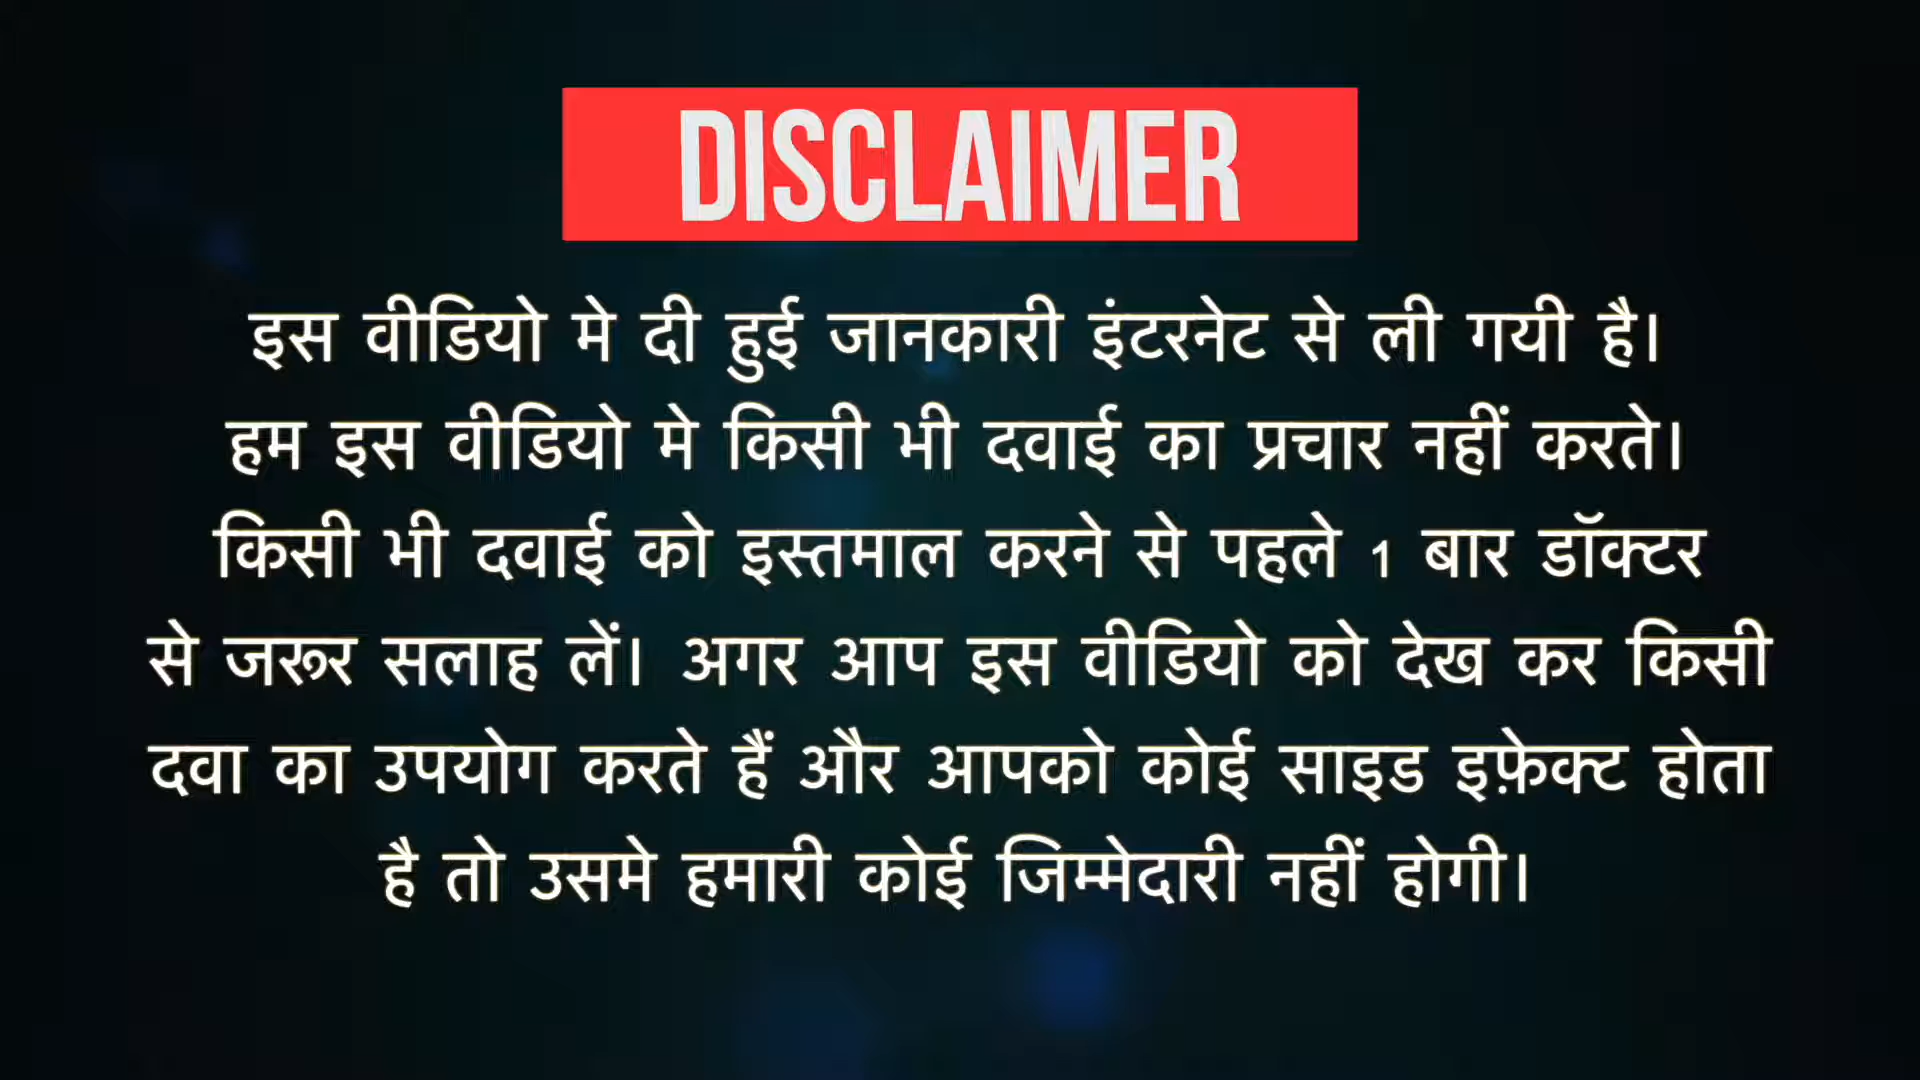 DISCLAIMER
इस वीडियो मे दी हुई जानकारी इंटरनेट से ली गयी है।
हम इस वीडियो मे किसी भी दवाई का प्रचार नहीं करते।
किसी भी दवाई को इस्तमाल करने से पहले 1 बार डॉक्टर
से जरूर सलाह लें। अगर आप इस वीडियो को देख कर किसी
दवा का उपयोग करते हैं और आपको कोई साइड इफ़ेक्ट होता
है तो उसमे हमारी कोई जिम्मेदारी नहीं होगी।